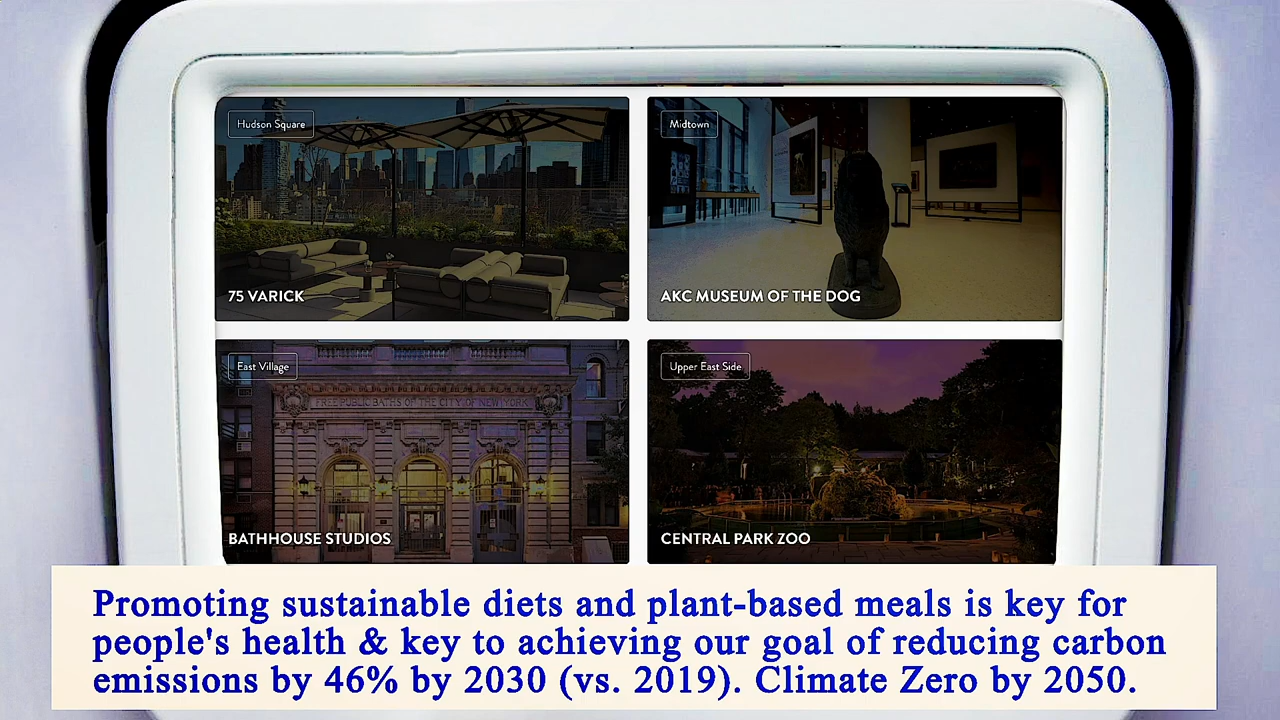 Hudson Square
75 VARICK
Midtown
AKC MUSEUM OF THE DOG
East Village
FREE PUBLIC BATHS OF THE CITY OF NEW YORK
BATHHOUSE STUDIOS
Upper East Side
CENTRAL PARK ZOO
Promoting sustainable diets and plant-based meals is key for
people's health & key to achieving our goal of reducing carbon
emissions by 46% by 2030 (vs. 2019). Climate Zero by 2050.